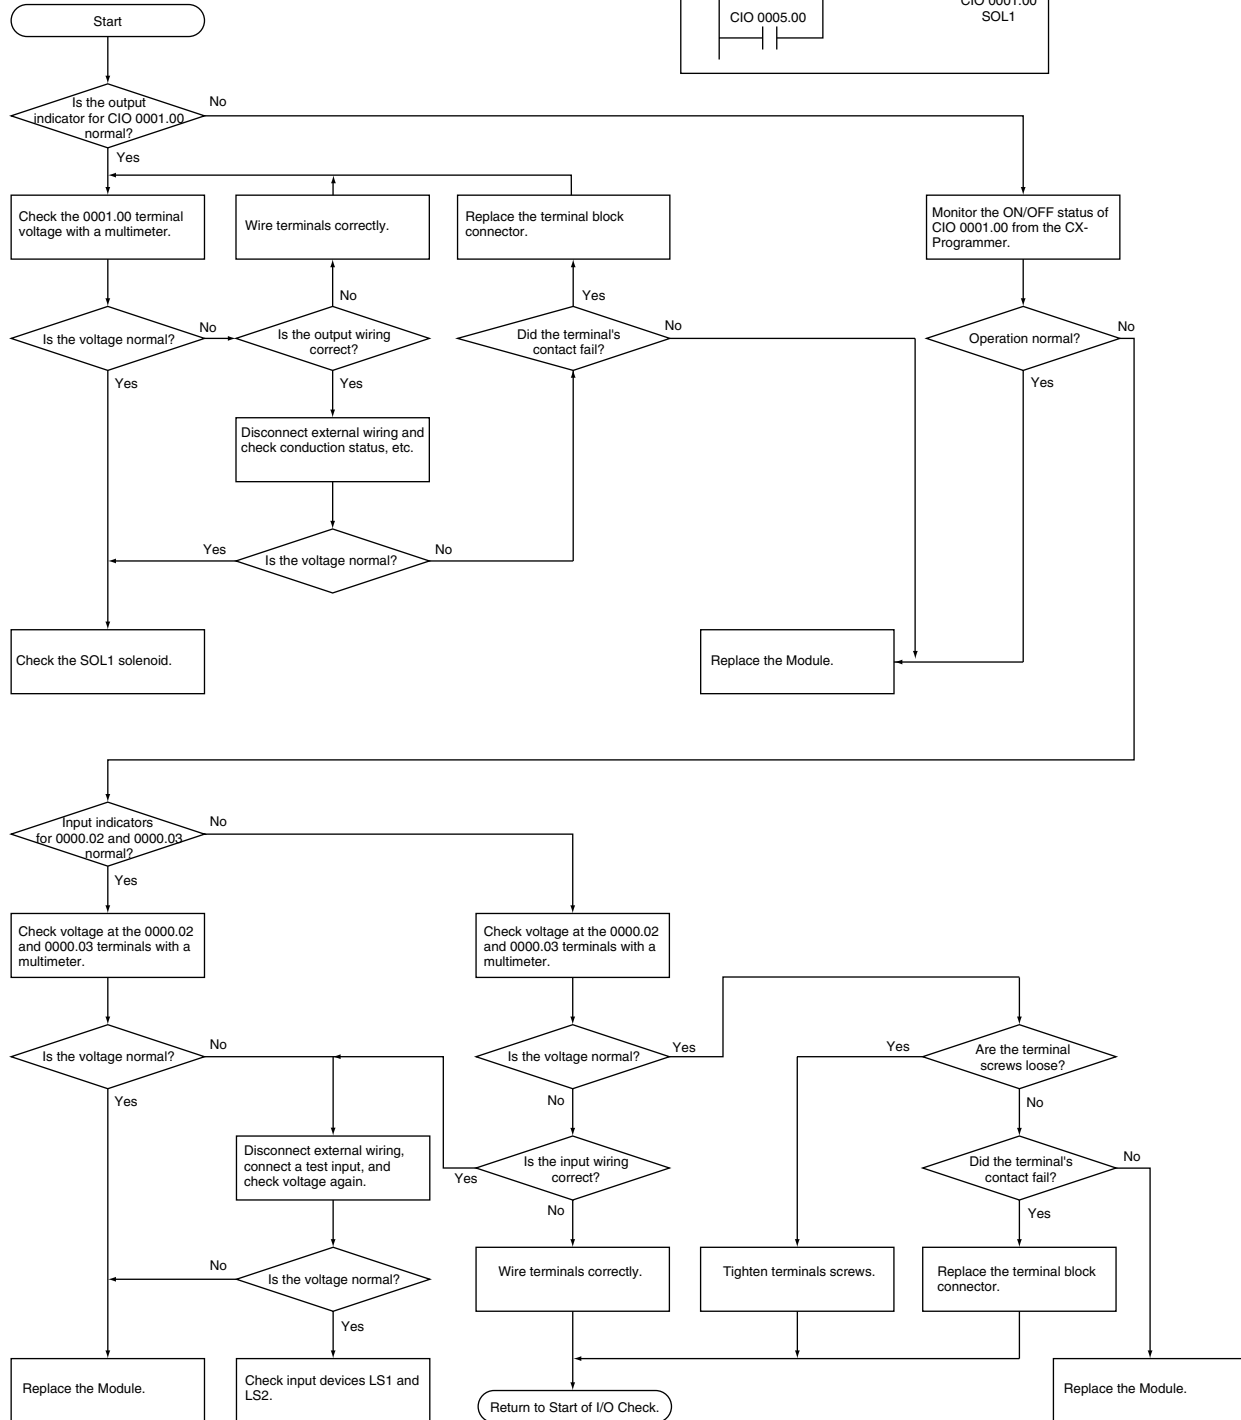 CIO 0001.00
SOL1
CIO 0005.00
Start
Is the output
indicator for CIO 0001.00
normal?
No
Yes
Check the 0001.00 terminal
voltage with a multimeter.
Wire terminals correctly.
Replace the terminal block
connector.
Monitor the ON/OFF status of
CIO 0001.00 from the CX-
Programmer.
Is the voltage normal?
No
Yes
Is the output wiring
correct?
No
Yes
Did the terminal's
contact fail?
Yes
No
Operation normal?
No
Yes
Disconnect external wiring and
check conduction status, etc.
Is the voltage normal?
Yes
No
Check the SOL1 solenoid.
Replace the Module.
Input indicators
for 0000.02 and 0000.03
normal?
No
Yes
Check voltage at the 0000.02
and 0000.03 terminals with a
multimeter.
Check voltage at the 0000.02
and 0000.03 terminals with a
multimeter.
Is the voltage normal?
No
Yes
Is the voltage normal?
Yes
No
Are the terminal
screws loose?
Yes
No
Disconnect external wiring,
connect a test input, and
check voltage again.
Is the input wiring
correct?
Yes
No
Did the terminal's
contact fail?
No
Yes
Is the voltage normal?
No
Yes
Wire terminals correctly.
Tighten terminals screws.
Replace the terminal block
connector.
Replace the Module.
Check input devices LS1 and
LS2.
Return to Start of I/O Check.
Replace the Module.